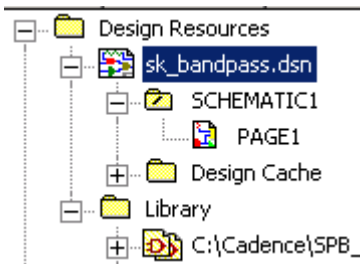 Design Resources
sk_bandpass.dsn
SCHEMATIC1
PAGE1
Design Cache
Library
C:\Cadence\SPB_